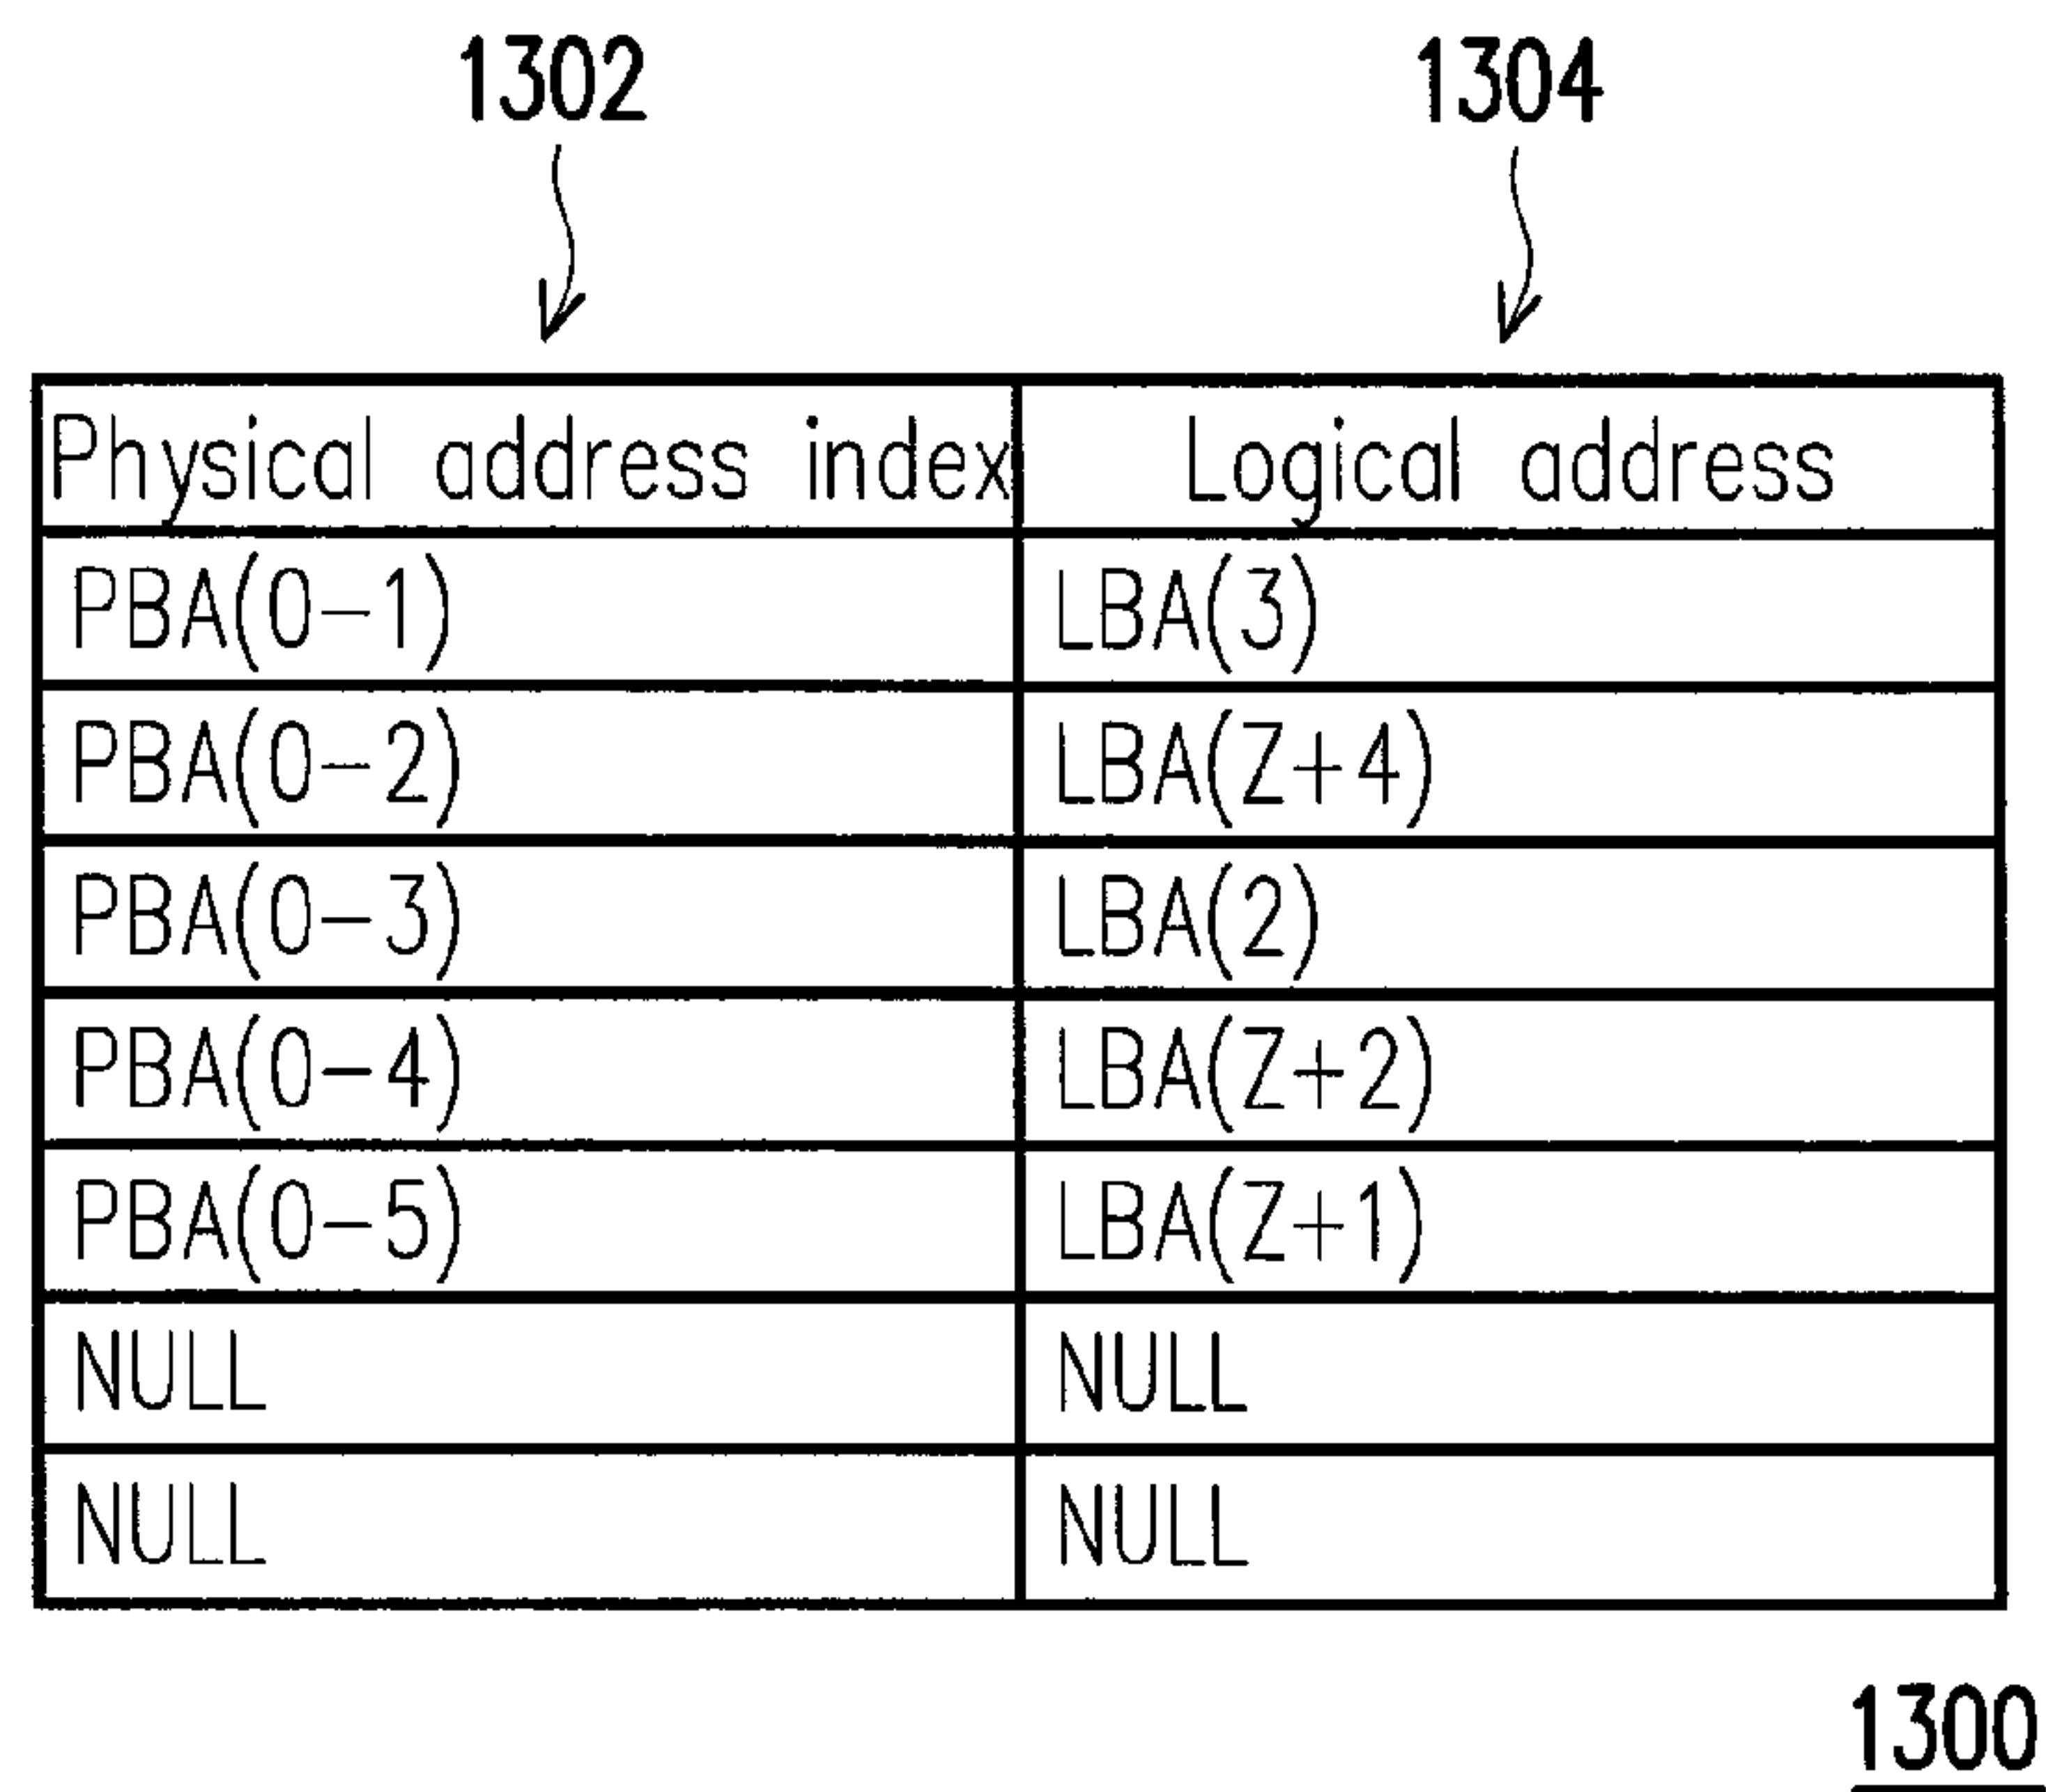 1302 1304
Physical address index Logical address
PBA(0-1) LBA(3)
PBA(0-2) LBA(Z+4)
PBA(0-3) LBA(2)
PBA(0-4) LBA(Z+2)
PBA(0-5) LBA(Z+1)
NULL NULL
NULL NULL
1300